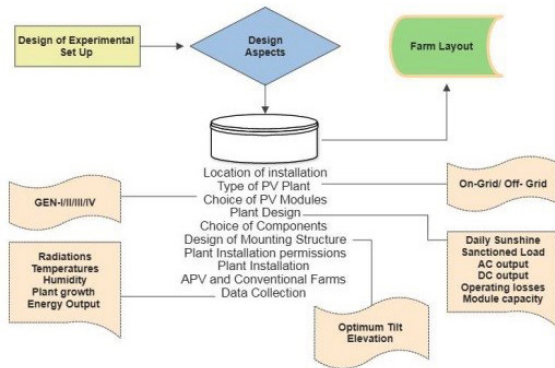 Design of Experimental
Set Up
Design
Aspects
Farm Layout
Location of installation
Type of PV Plant
Choice of PV Modules
Plant Design
Choice of Components
Design of Mounting Structure
Plant Installation permissions
Plant Installation
APV and Conventional Farms
Data Collection
GEN-I/II/III/IV
On-Grid/ Off- Grid
Radiations
Temperatures
Humidity
Plant growth
Energy Output
Daily Sunshine
Sanctioned Load
AC output
DC output
Operating losses
Module capacity
Optimum Tilt
Elevation